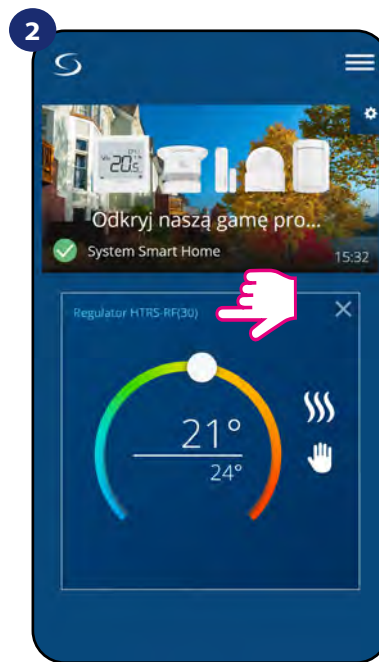 2
Odkryj naszą gamę pro...
System Smart Home
15:32
Regulator HTRS-RF(30)
21°
24°